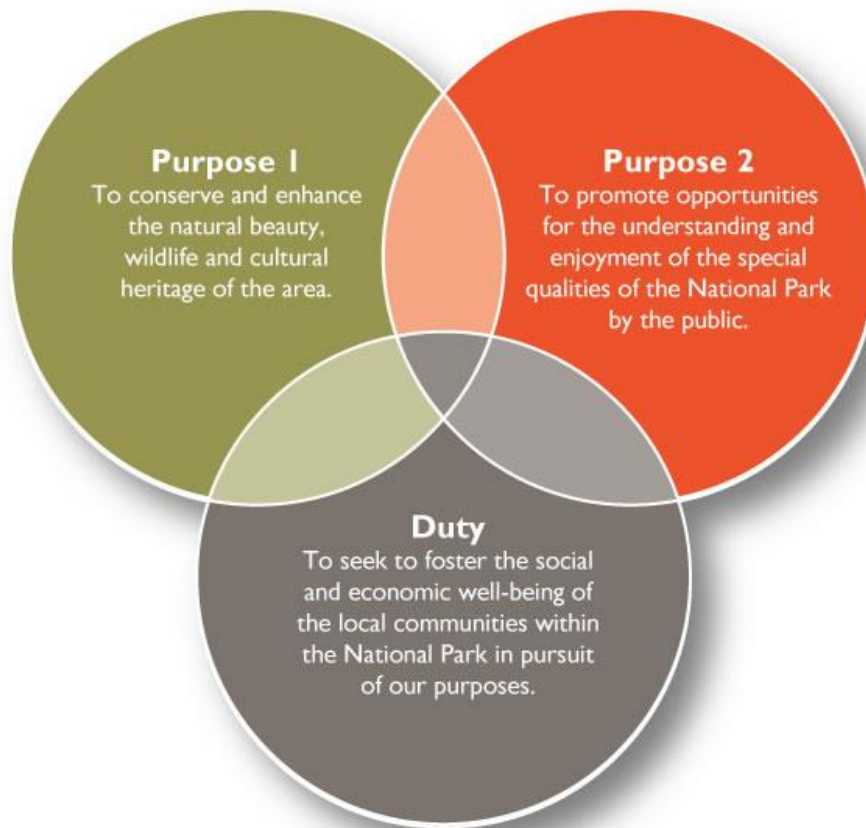 Purpose 1
To conserve and enhance
the natural beauty,
wildlife and cultural
heritage of the area.
Purpose 2
To promote opportunities
for the understanding and
enjoyment of the special
qualities of the National Park
by the public.
Duty
To seek to foster the social
and economic well-being of
the local communities within
the National Park in pursuit
of our purposes.